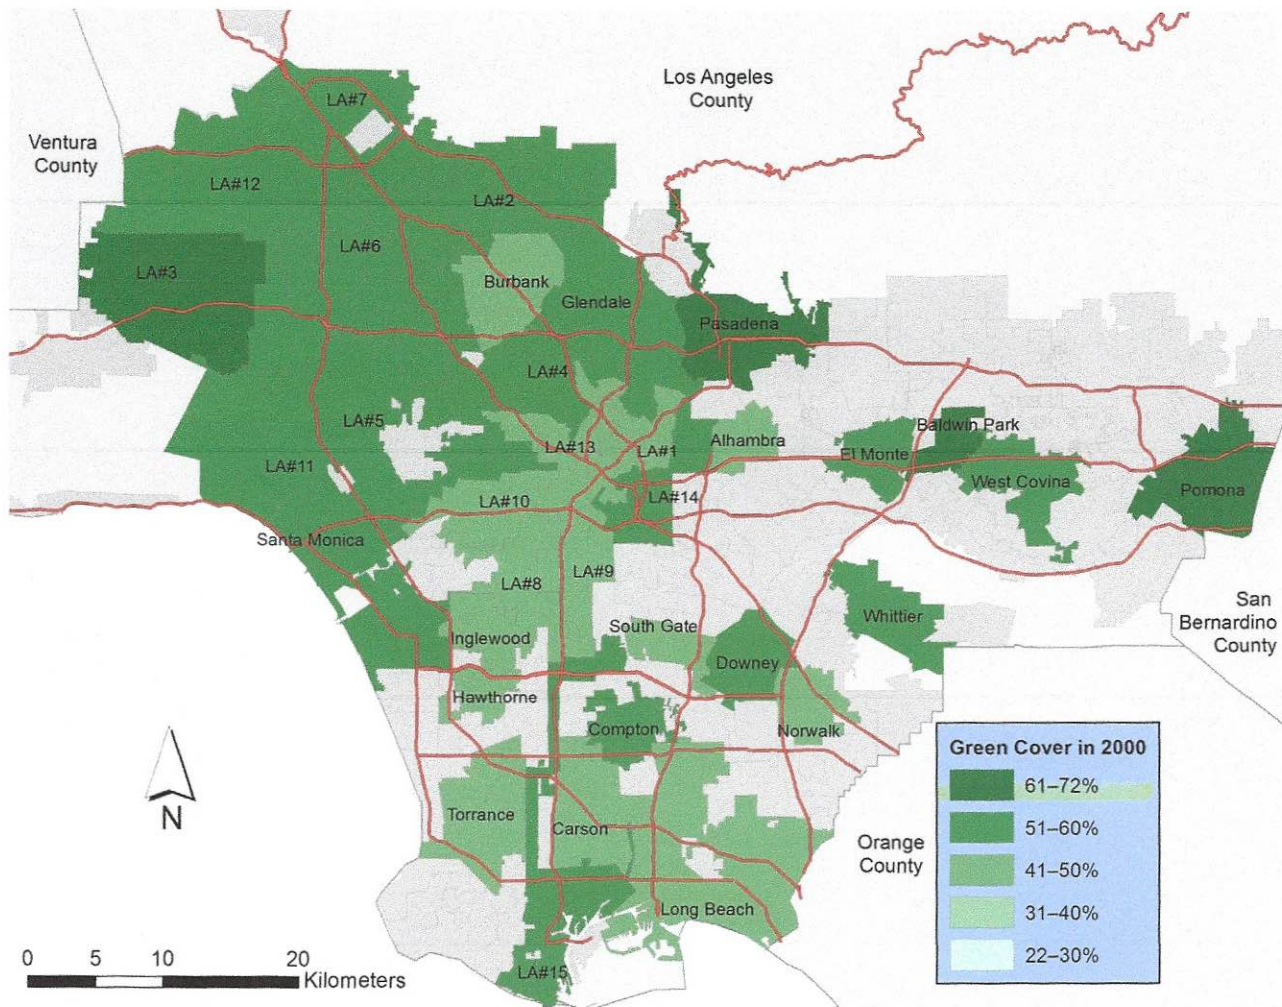 Los Angeles
County
LA#7
Ventura
County
LA#12
LA#2
LA#6
LA#3
Burbank
Glendale
Pasadena
LA#4
LA#5
LA#13
LA#1
Alhambra
Baldwin Park
El Monte
LA#11
West Covina
Pomona
LA#10
LA#14
Santa Monica
LA#8
LA#9
San
Bernardino
County
Whittier
South Gate
Inglewood
Downey
Hawthorne
Compton
Norwalk
N
Torrance
Carson
Orange
County
Long Beach
LA#15
Green Cover in 2000
61–72%
51–60%
41–50%
31–40%
22–30%
0 5 10 20
Kilometers